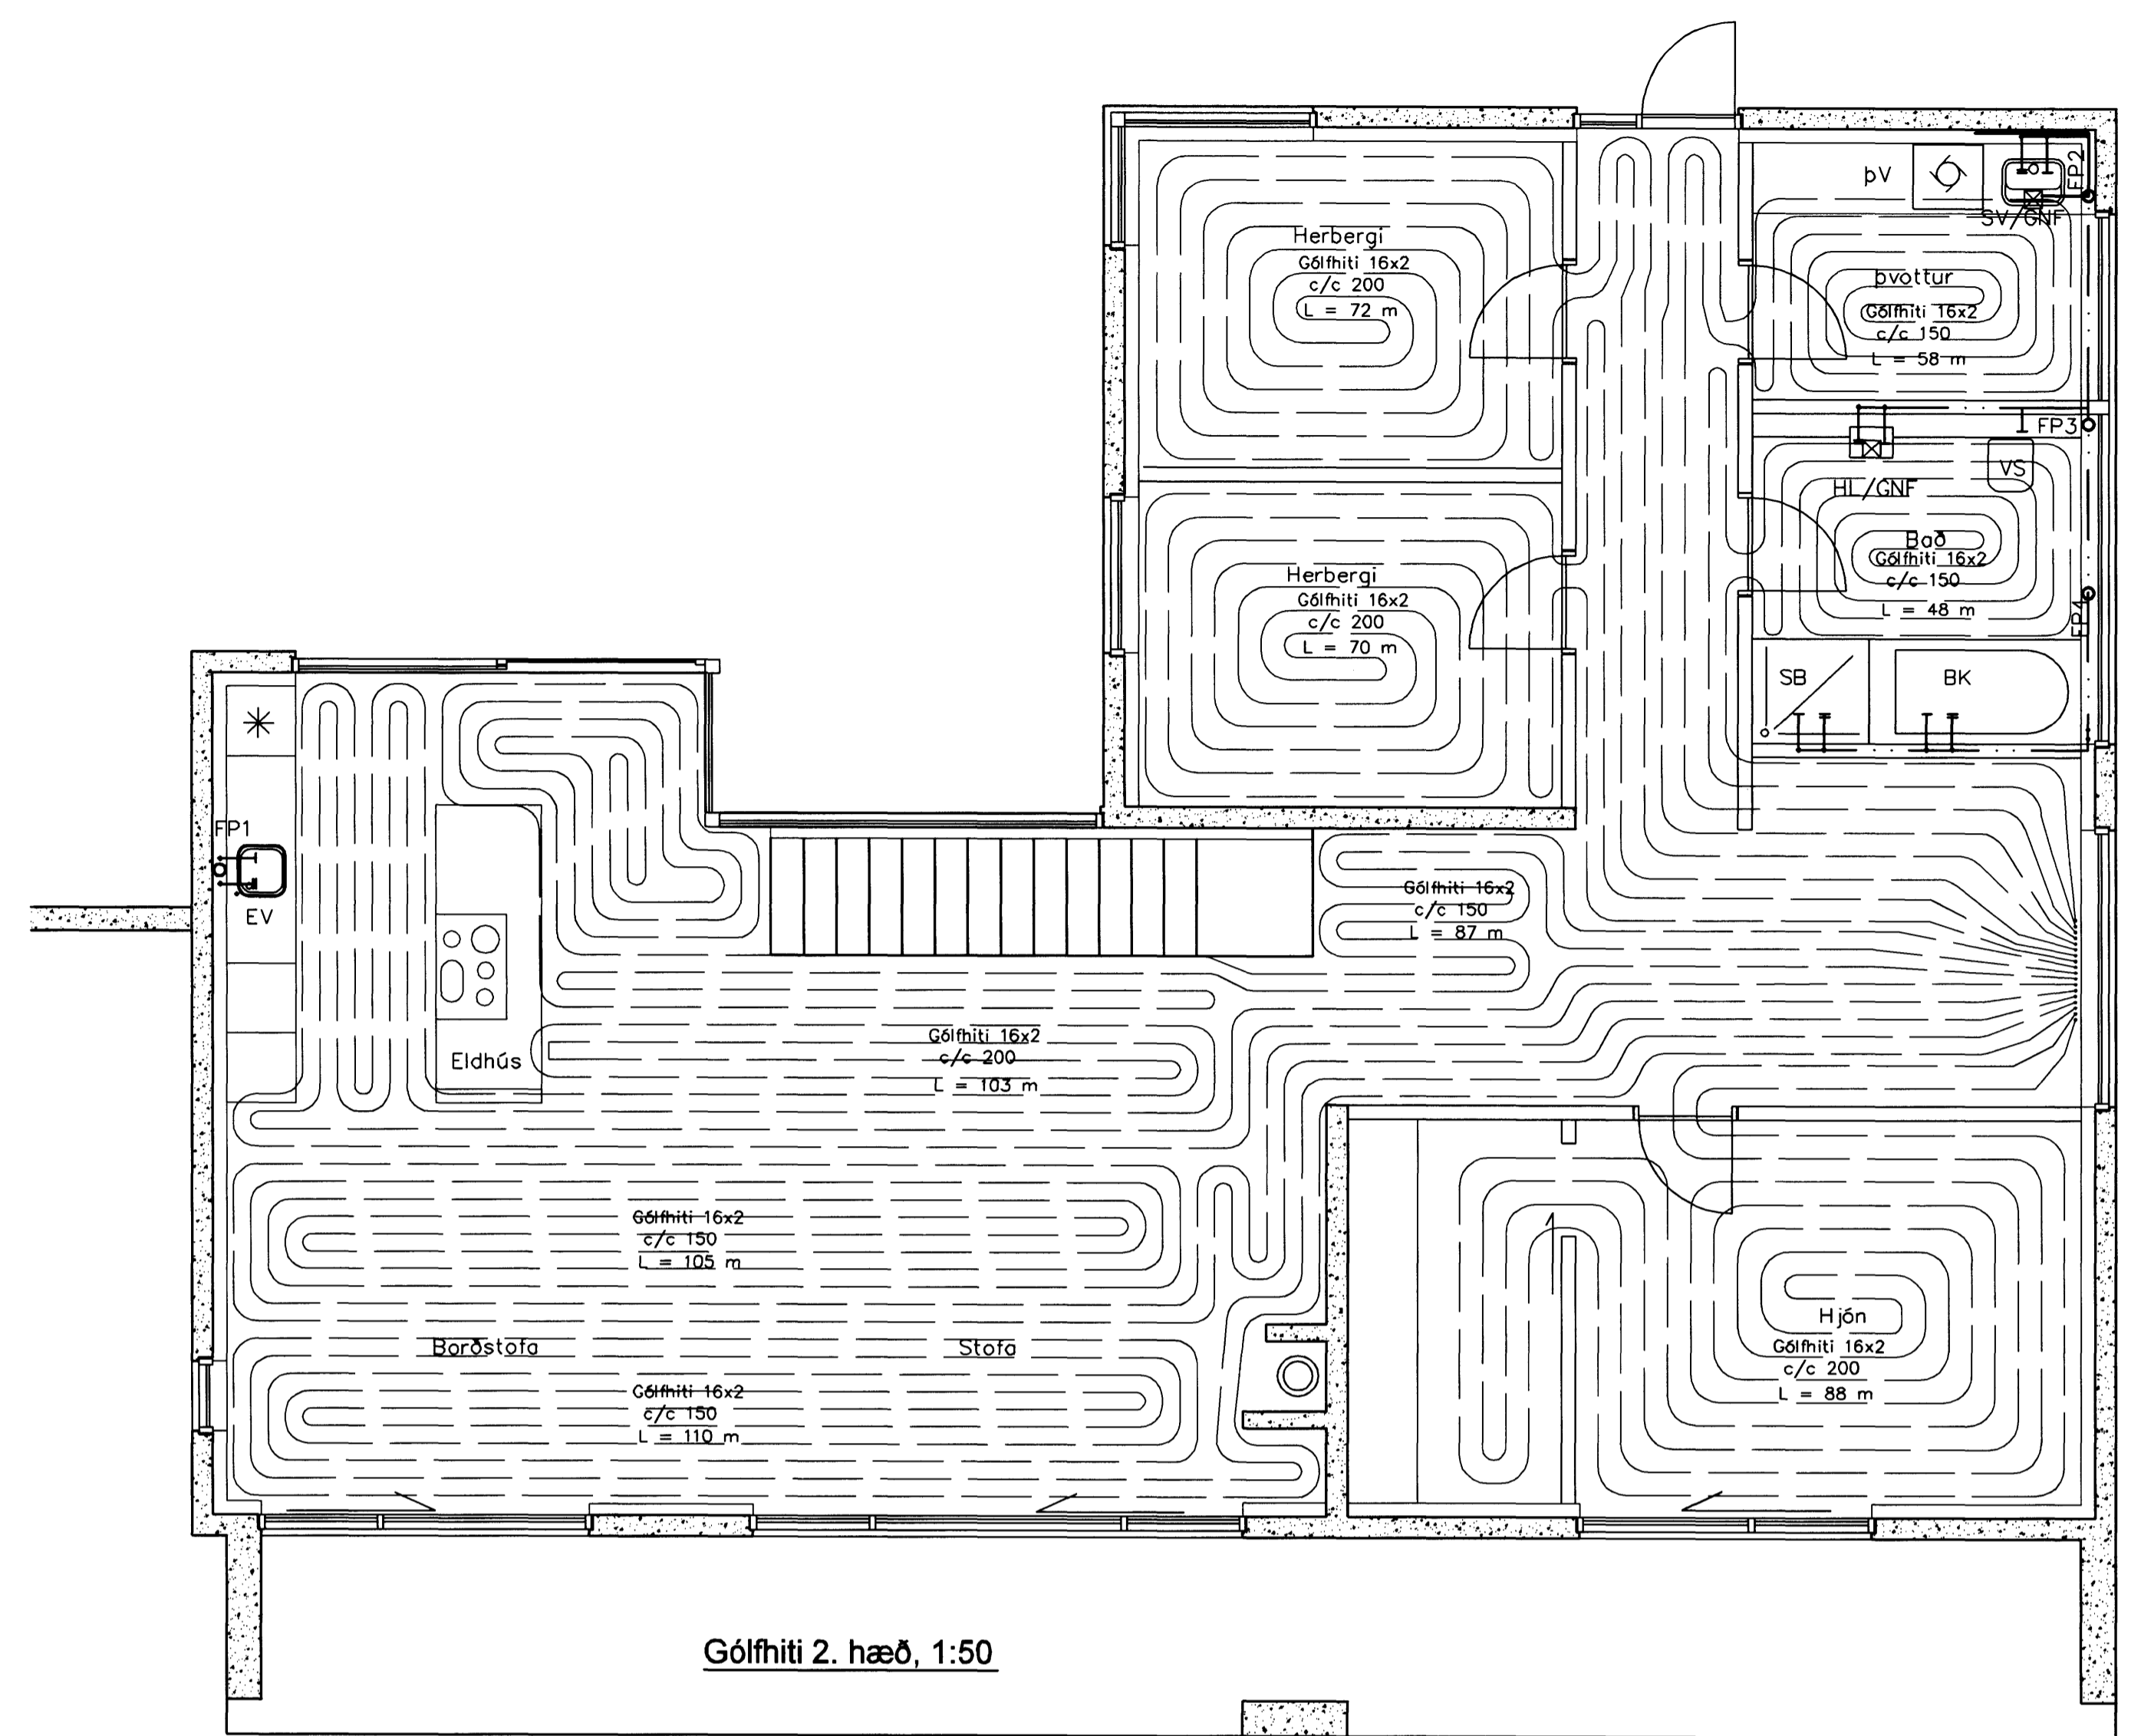 Herbergi
Gólfhiti 16x2
c/c 200
L = 72 m
þV
FP2
SV/GNF
þvottur
Gólfhiti 16x2
c/c 150
L = 58 m
FP3
VS
HL/GNF
Bað
Gólfhiti 16x2
c/c 150
L = 48 m
FP4
SB
BK
Herbergi
Gólfhiti 16x2
c/c 200
L = 70 m
FP1
EV
Eldhús
Gólfhiti 16x2
c/c 150
L = 87 m
Gólfhiti 16x2
c/c 200
L = 103 m
Gólfhiti 16x2
c/c 150
L = 105 m
Borðstofa
Stofa
Gólfhiti 16x2
c/c 150
L = 110 m
Hjón
Gólfhiti 16x2
c/c 200
L = 88 m
Gólfhiti 2. hæð, 1:50